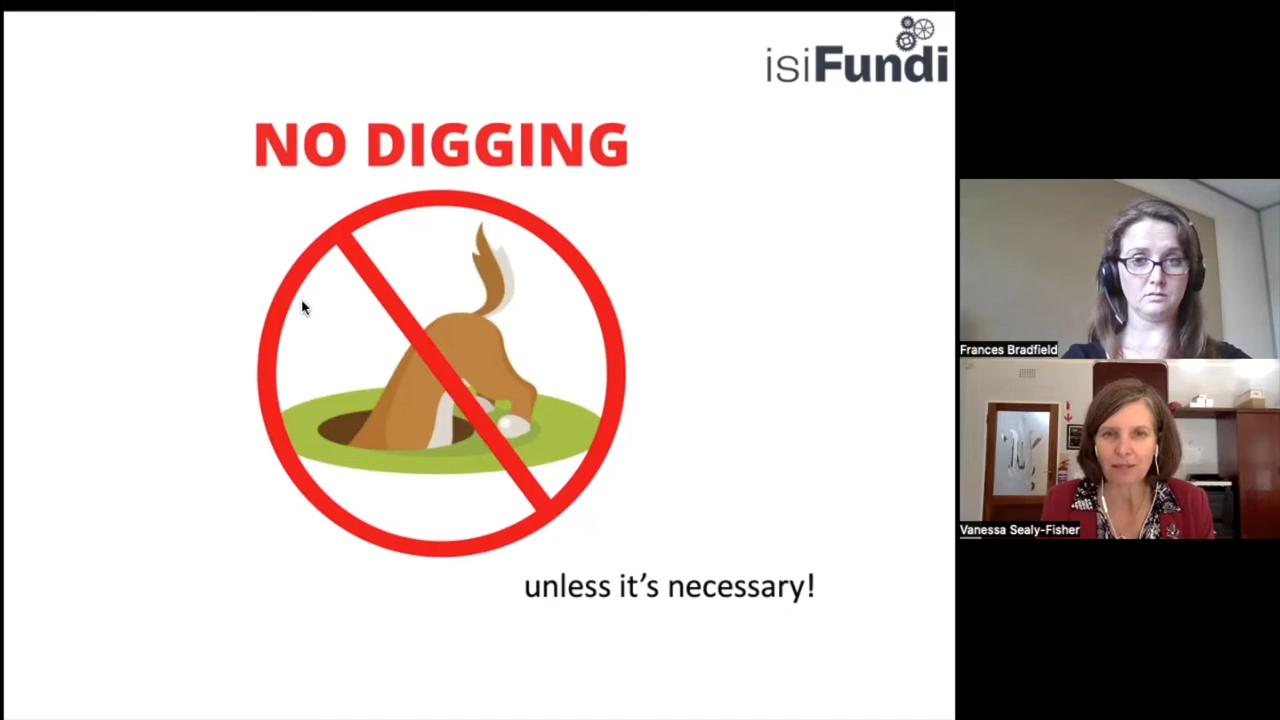 isiFundi
NO DIGGING
unless it's necessary!
Frances Bradfield
Vanessa Sealy-Fisher